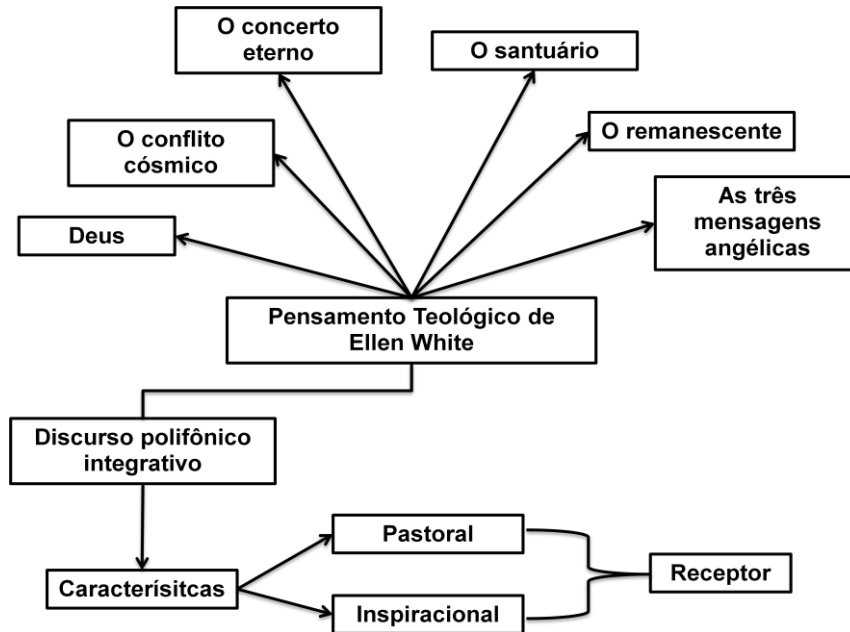 O concerto
eterno
O santuário
O conflito
cósmico
O remanescente
Deus
As três
mensagens
angélicas
Pensamento Teológico de
Ellen White
Discurso polifônico
integrativo
Pastoral
Caracterísitcas
Receptor
Inspiracional